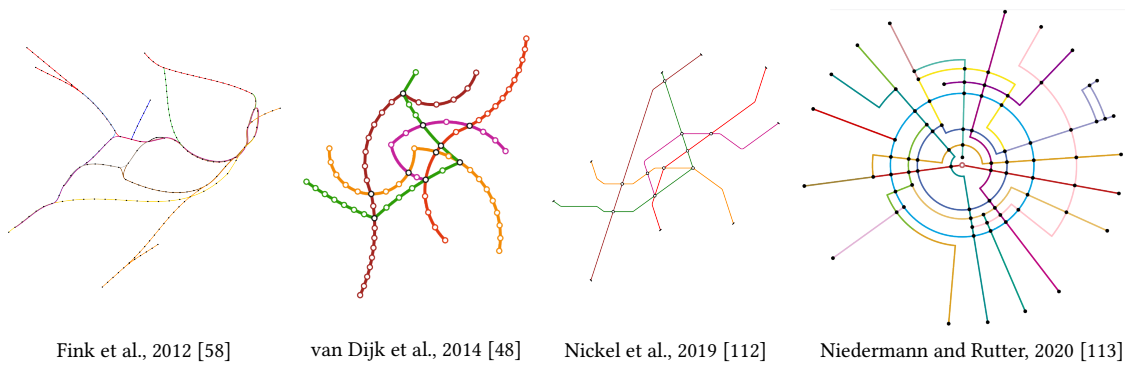 Fink et al., 2012 [58]
van Dijk et al., 2014 [48]
Nickel et al., 2019 [112]
Niedermann and Rutter, 2020 [113]